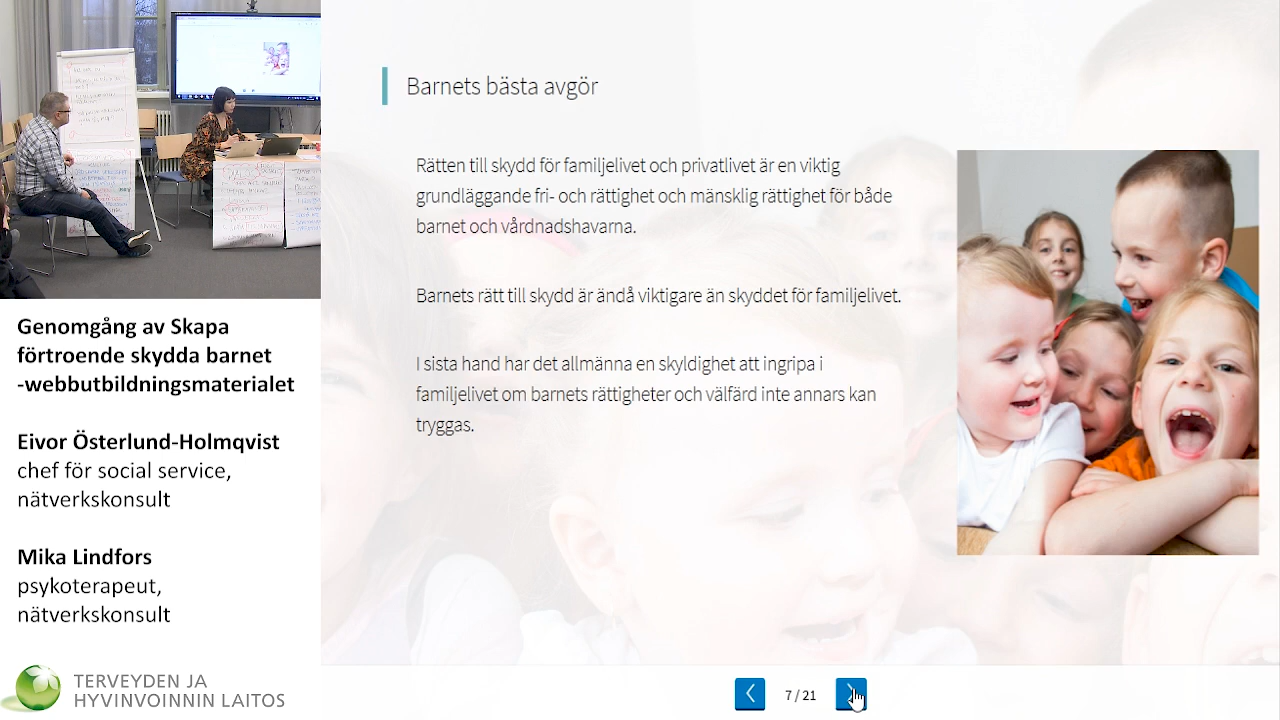 Genomgång av Skapa
förtroende skydda barnet
-webbutbildningsmaterialet
Eivor Österlund-Holmqvist
chef för social service,
nätverkskonsult
Mika Lindfors
psykoterapeut,
nätverkskonsult
TERVEYDEN JA
HYVINVOINNIN LAITOS
Barnets bästa avgör
Rätten till skydd för familjelivet och privatlivet är en viktig
grundläggande fri- och rättighet och mänsklig rättighet för både
barnet och vårdnadshavarna.
Barnets rätt till skydd är ändå viktigare än skyddet för familjelivet.
I sista hand har det allmänna en skyldighet att ingripa i
familjelivet om barnets rättigheter och välfärd inte annars kan
tryggas.
7 / 21